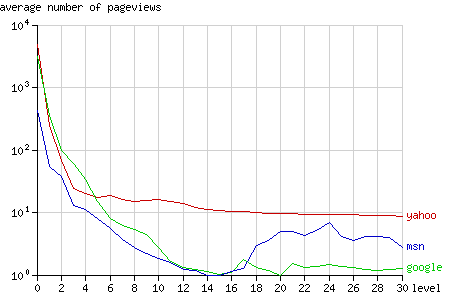 average number of pageviews
10^4
10^3
10^2
10^1
10^0
yahoo
msn
google
0 2 4 6 8 10 12 14 16 18 20 22 24 26 28 30 level